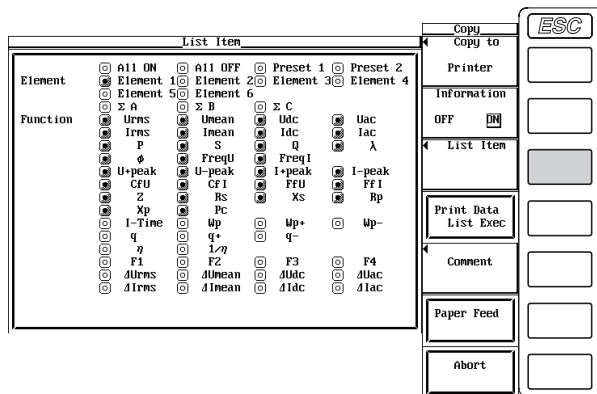 Copy
ESC
List Item
Copy to
Printer
All ON All OFF Preset 1 Preset 2
Element Element 1 Element 2 Element 3 Element 4
Element 5 Element 6
Σ A Σ B Σ C
Information
OFF ON
Function Urms Umean Udc Uac
Irms Imean Idc Iac
P S Q λ
ϕ FreqU FreqI
List Item
U+peak U-peak I+peak I-peak
CfU CfI FfU FfI
Z Rs Xs Rp
Xp Pc
Print Data
List Exec
I-Time Wp Wp+ Wp-
q q+ q-
η 1/η
F1 F2 F3 F4
Comment
ΔUrms ΔUmean ΔUdc ΔUac
ΔIrms ΔImean ΔIdc ΔIac
Paper Feed
Abort